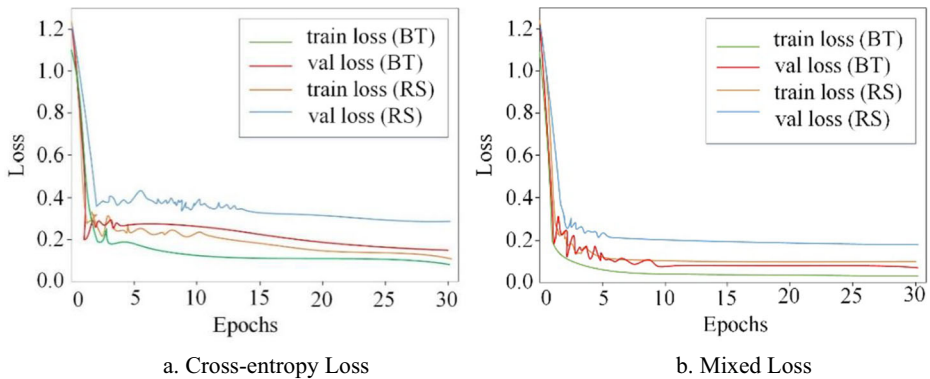 1.2
1.0
0.8
0.6
0.4
0.2
0.0
Loss
train loss (BT)
val loss (BT)
train loss (RS)
val loss (RS)
0 5 10 15 20 25 30
Epochs
a. Cross-entropy Loss
1.2
1.0
0.8
0.6
0.4
0.2
0.0
Loss
train loss (BT)
val loss (BT)
train loss (RS)
val loss (RS)
0 5 10 15 20 25 30
Epochs
b. Mixed Loss